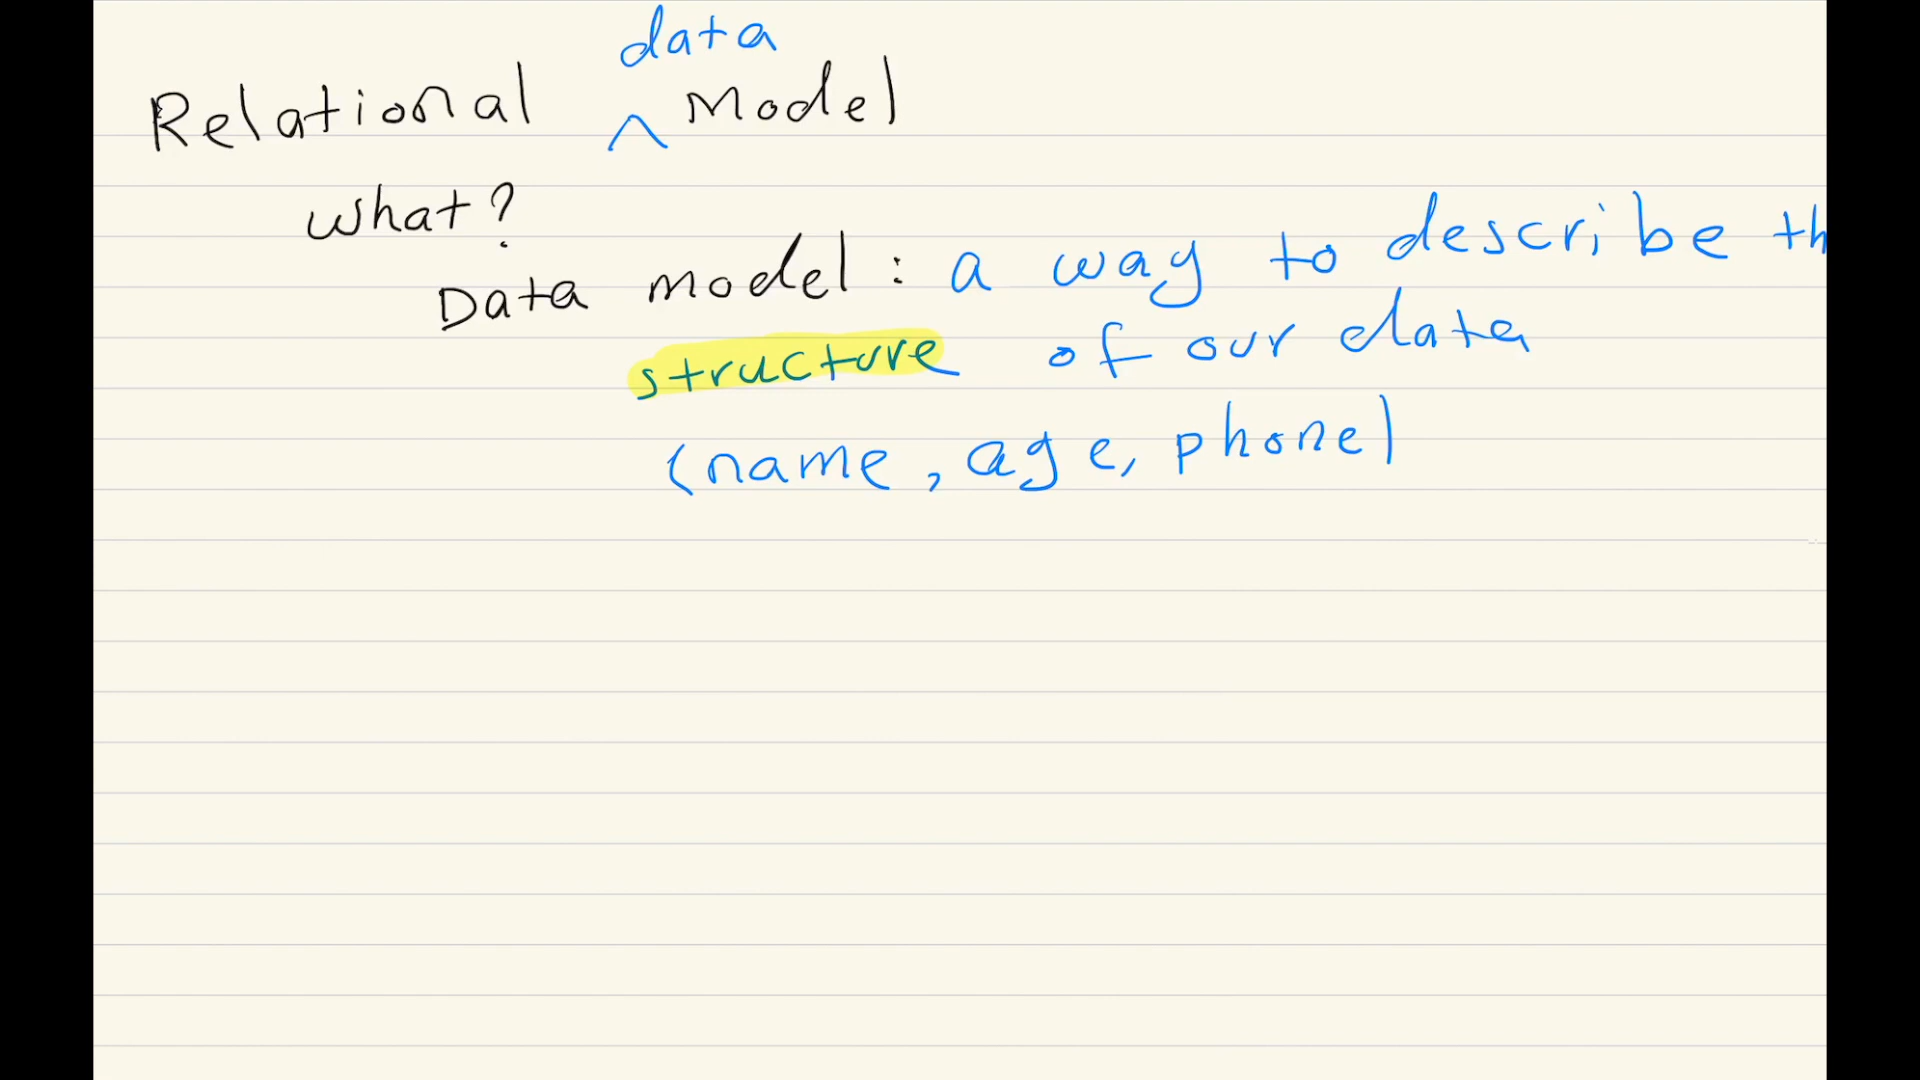 Relational ^ data Model
What?
Data model: a way to describe th
structure of our data
(name, age, phone)